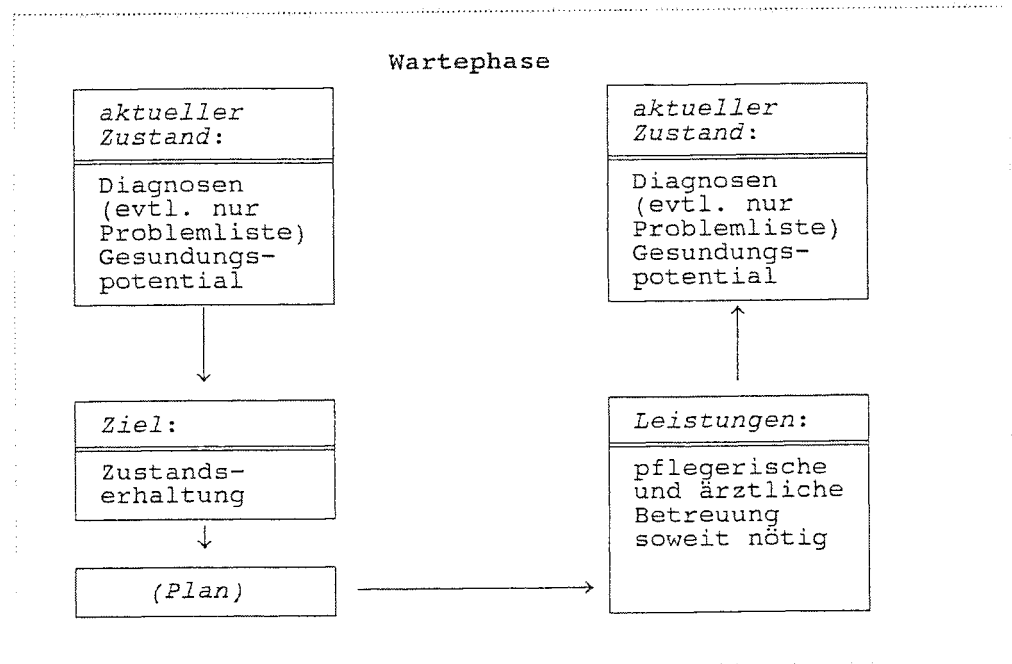 Wartephase
aktueller
Zustand:
Diagnosen
(evtl. nur
Problemliste)
Gesundungs-
potential
Ziel:
Zustands-
erhaltung
(Plan)
Leistungen:
pflegerische
und ärztliche
Betreuung
soweit nötig
aktueller
Zustand:
Diagnosen
(evtl. nur
Problemliste)
Gesundungs-
potential